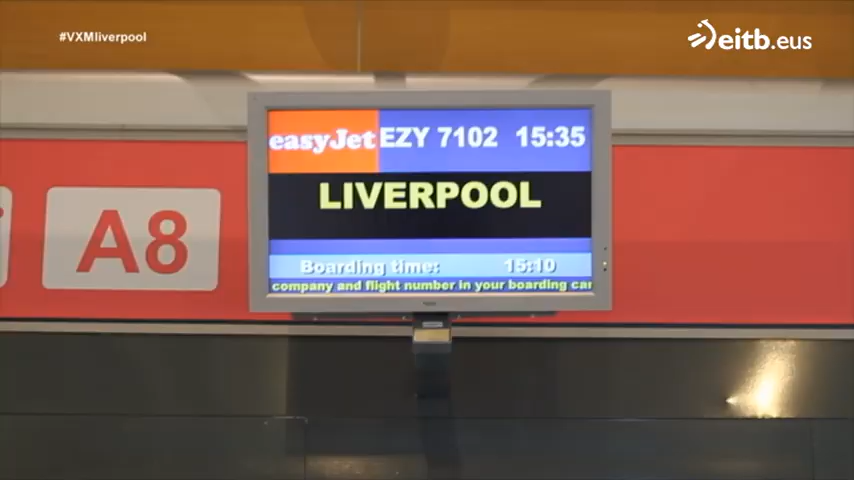 #VXMliverpool
eitb.eus
easyJet EZY 7102 15:35
LIVERPOOL
A8
Boarding time: 15:10
company and flight number in your boarding car